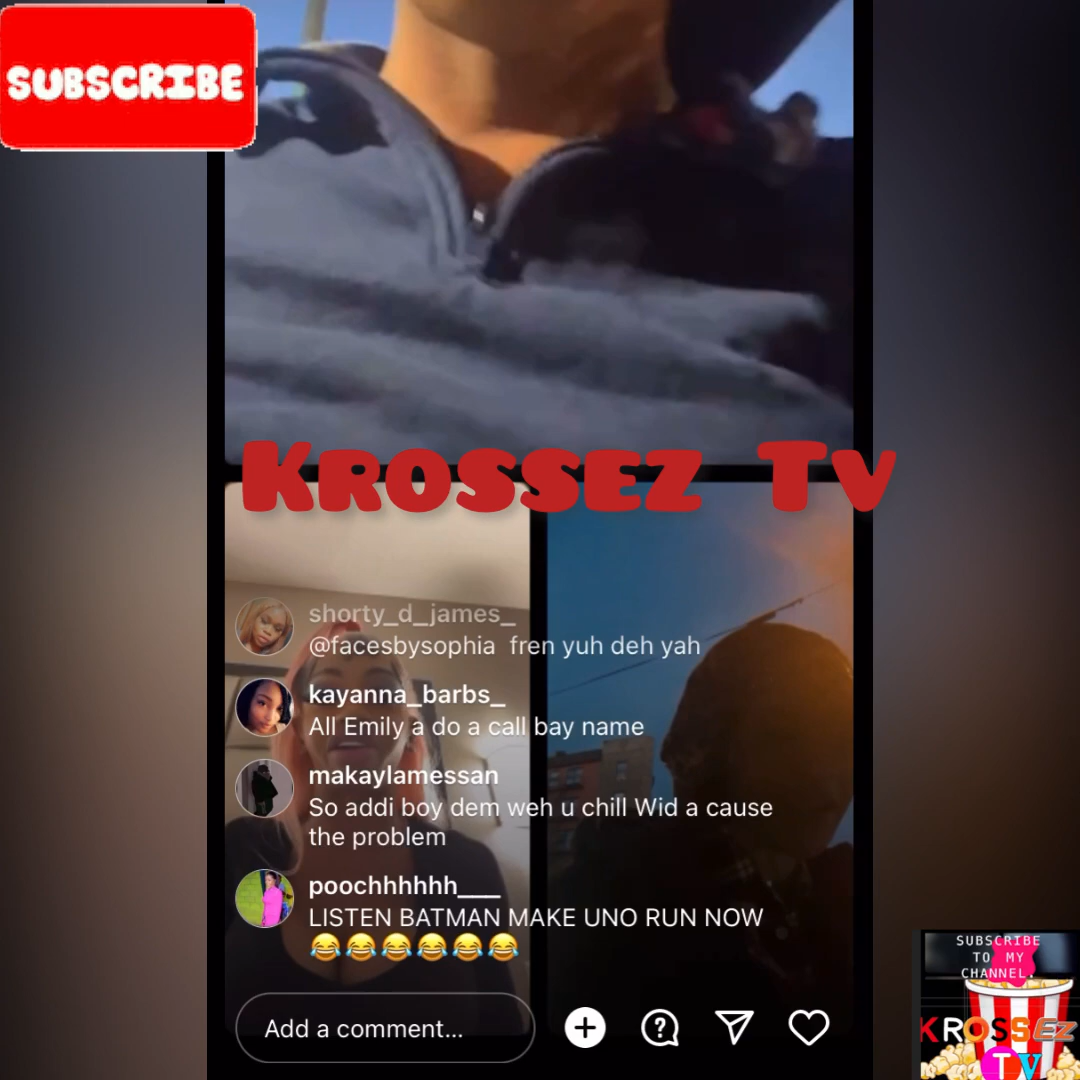 SUBSCRIBE
KROSSEZ TV
shorty_d_james_
@facesbysophia fren yuh deh yah
kayanna_barbs_
All Emily a do a call bay name
makaylamessan
So addi boy dem weh u chill Wid a cause
the problem
poochhhhhh___
LISTEN BATMAN MAKE UNO RUN NOW
😂😂😂😂😂😂
Add a comment...
SUBSCRIBE
TO MY
CHANNEL.
KROSSEZ
TV